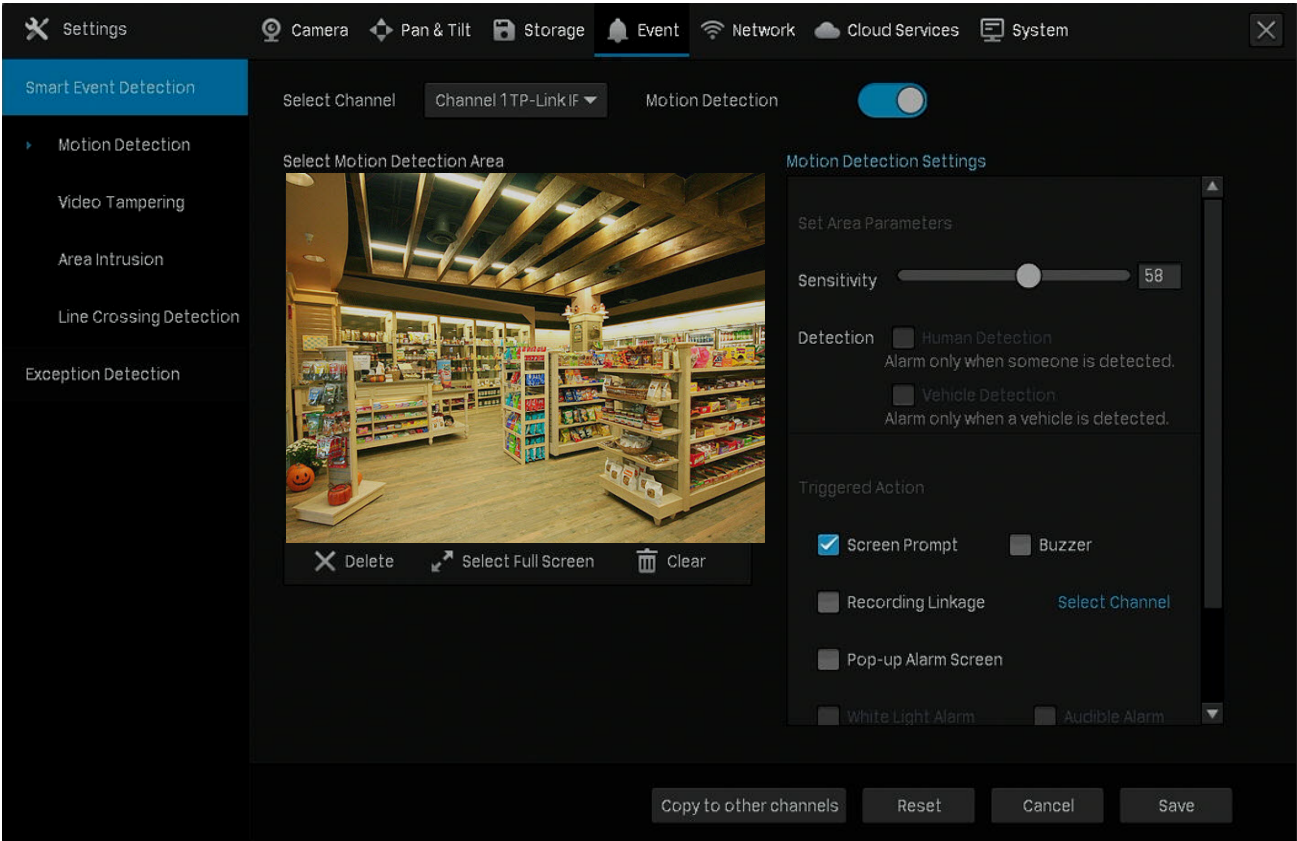 Settings
Camera Pan & Tilt Storage Event Network Cloud Services System
Smart Event Detection
Motion Detection
Video Tampering
Area Intrusion
Line Crossing Detection
Exception Detection
Select Channel Channel 1 TP-Link IF Motion Detection
Select Motion Detection Area
Delete Select Full Screen Clear
Motion Detection Settings
Set Area Parameters
Sensitivity 58
Detection Human Detection
Alarm only when someone is detected.
Vehicle Detection
Alarm only when a vehicle is detected.
Triggered Action
Screen Prompt Buzzer
Recording Linkage Select Channel
Pop-up Alarm Screen
White Light Alarm Audible Alarm
Copy to other channels Reset Cancel Save